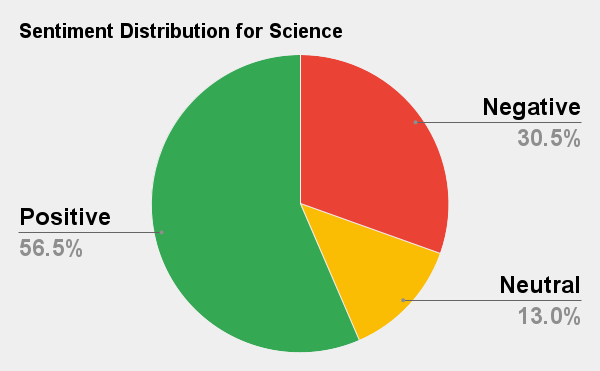 Sentiment Distribution for Science
Negative
30.5%
Positive
56.5%
Neutral
13.0%